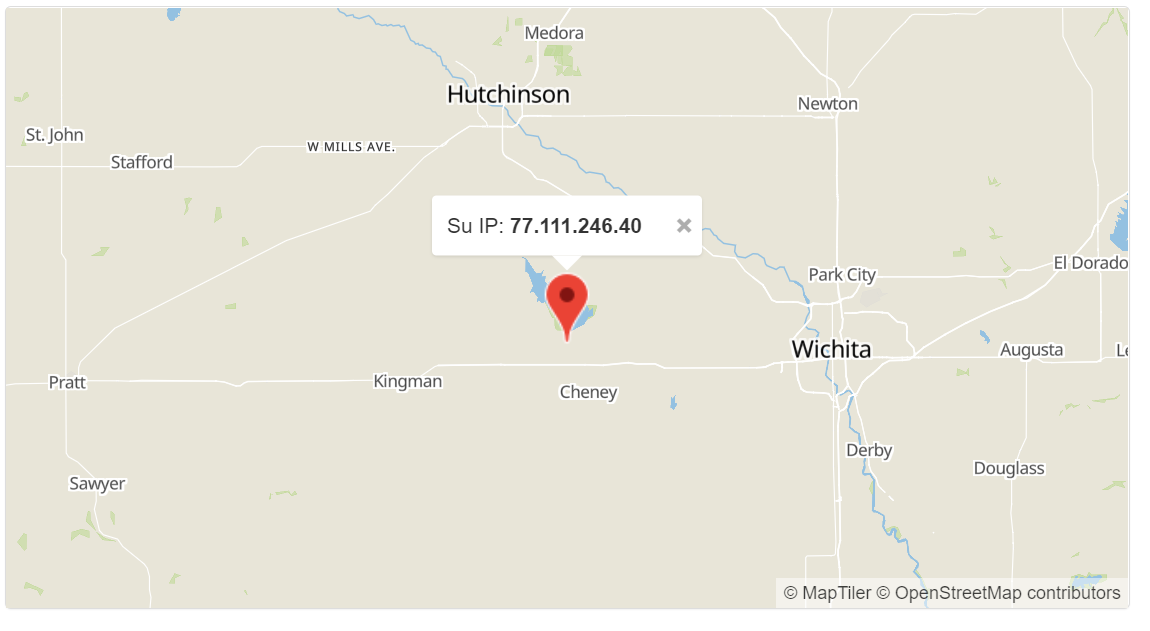 Medora
Hutchinson
Newton
St. John
W MILLS AVE.
Stafford
Su IP: 77.111.246.40
El Dorado
Park City
Wichita
Augusta
Le
Pratt
Kingman
Cheney
Derby
Douglass
Sawyer
© MapTiler © OpenStreetMap contributors